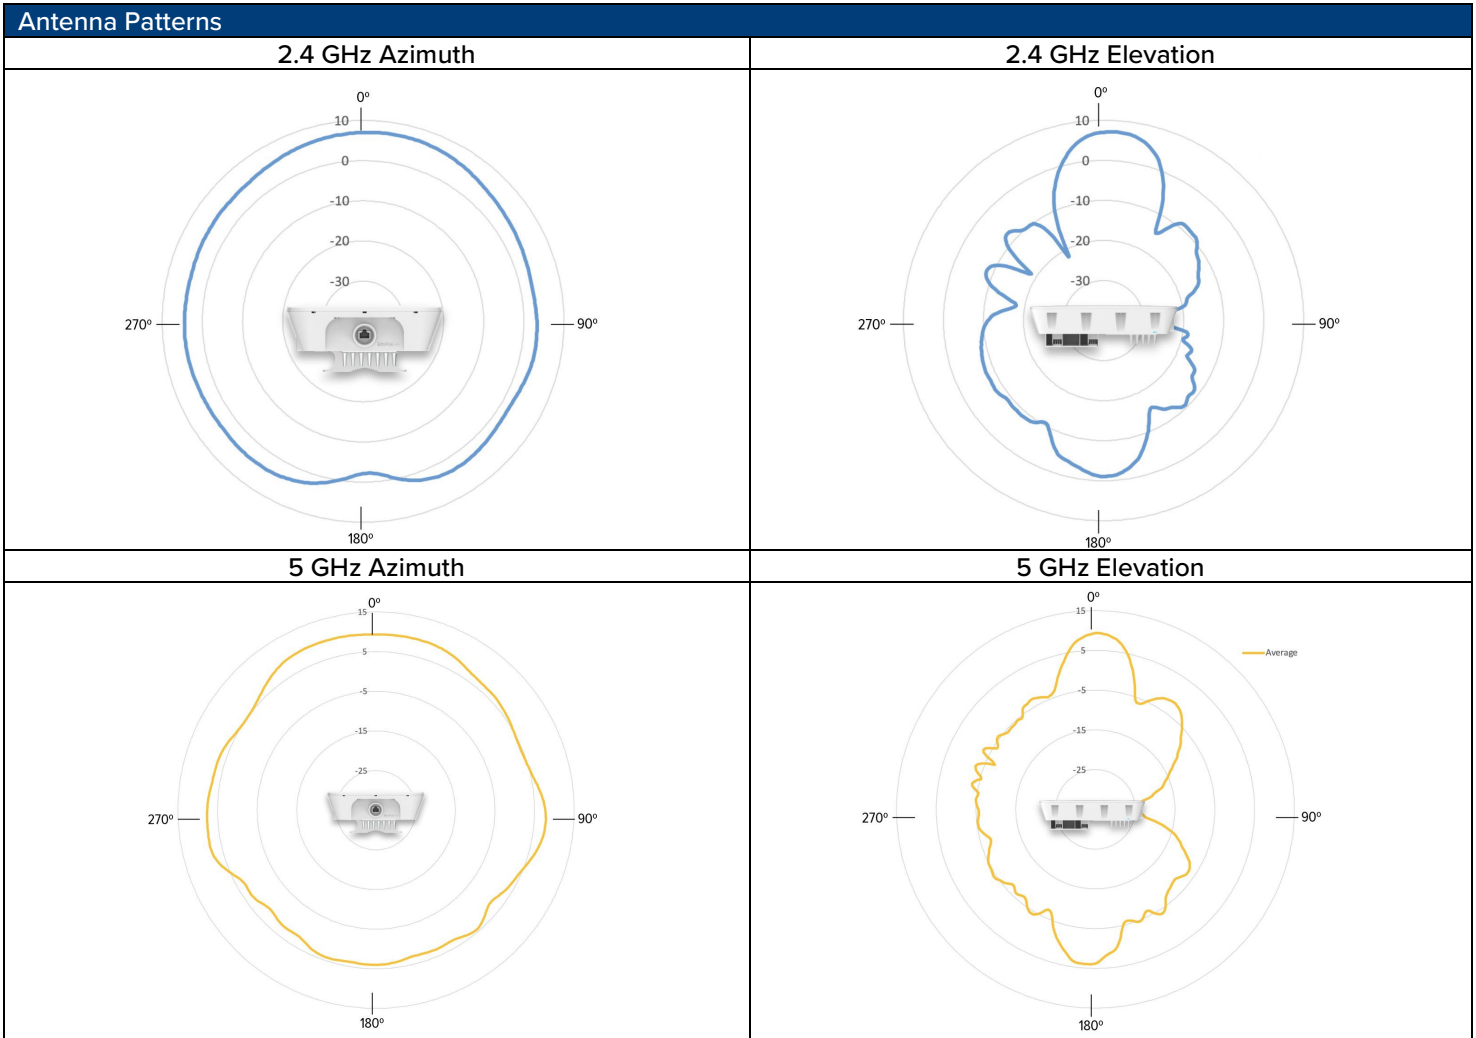 Antenna Patterns
2.4 GHz Azimuth
2.4 GHz Elevation
0º
10
0
-10
-20
-30
270º
90º
180º
0º
10
0
-10
-20
-30
270º
90º
180º
5 GHz Azimuth
5 GHz Elevation
0º
15
5
-5
-15
-25
270º
90º
180º
0º
15
5
-5
-15
-25
Average
270º
90º
180º